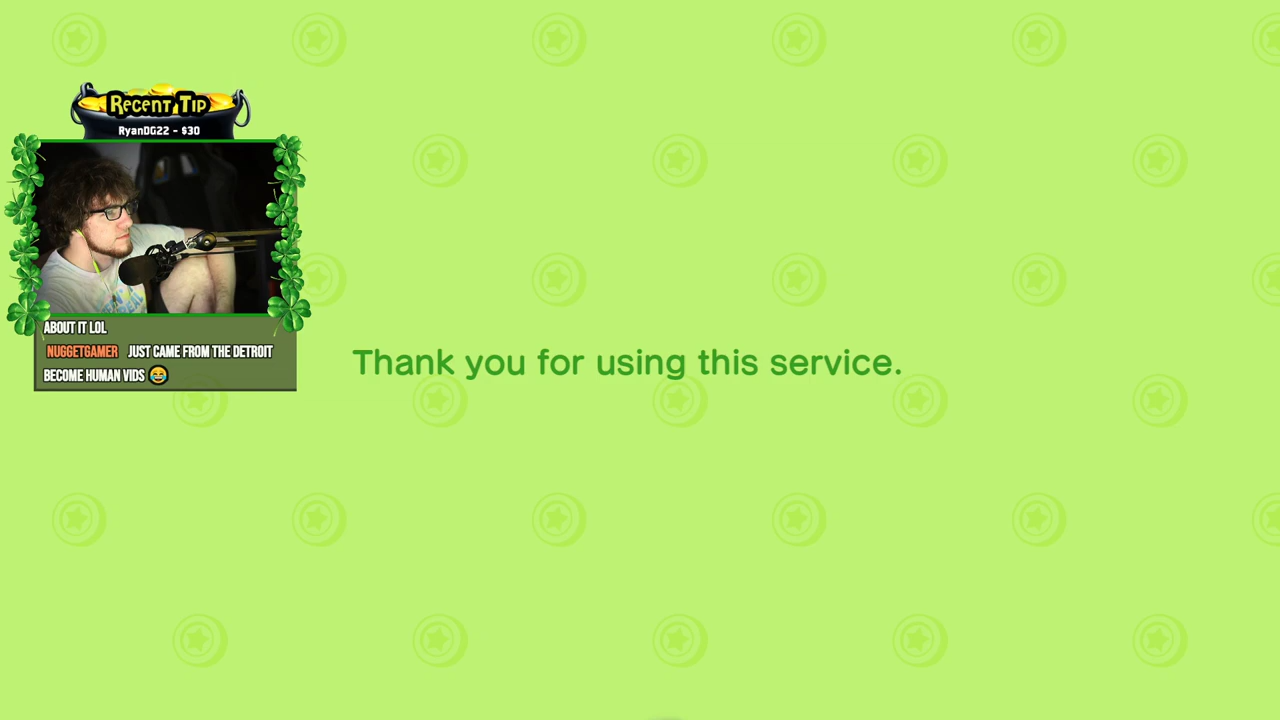 Recent Tip
RyanDG22 - $30
ABOUT IT LOL
NUGGETGAMER JUST CAME FROM THE DETROIT
BECOME HUMAN VIDS 😂
Thank you for using this service.